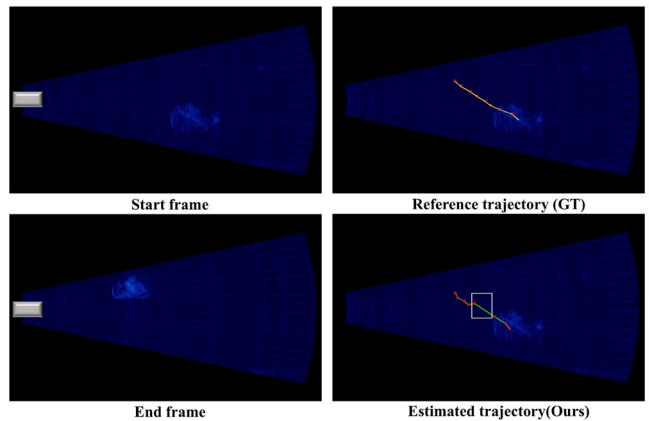 Start frame
Reference trajectory (GT)
End frame
Estimated trajectory(Ours)